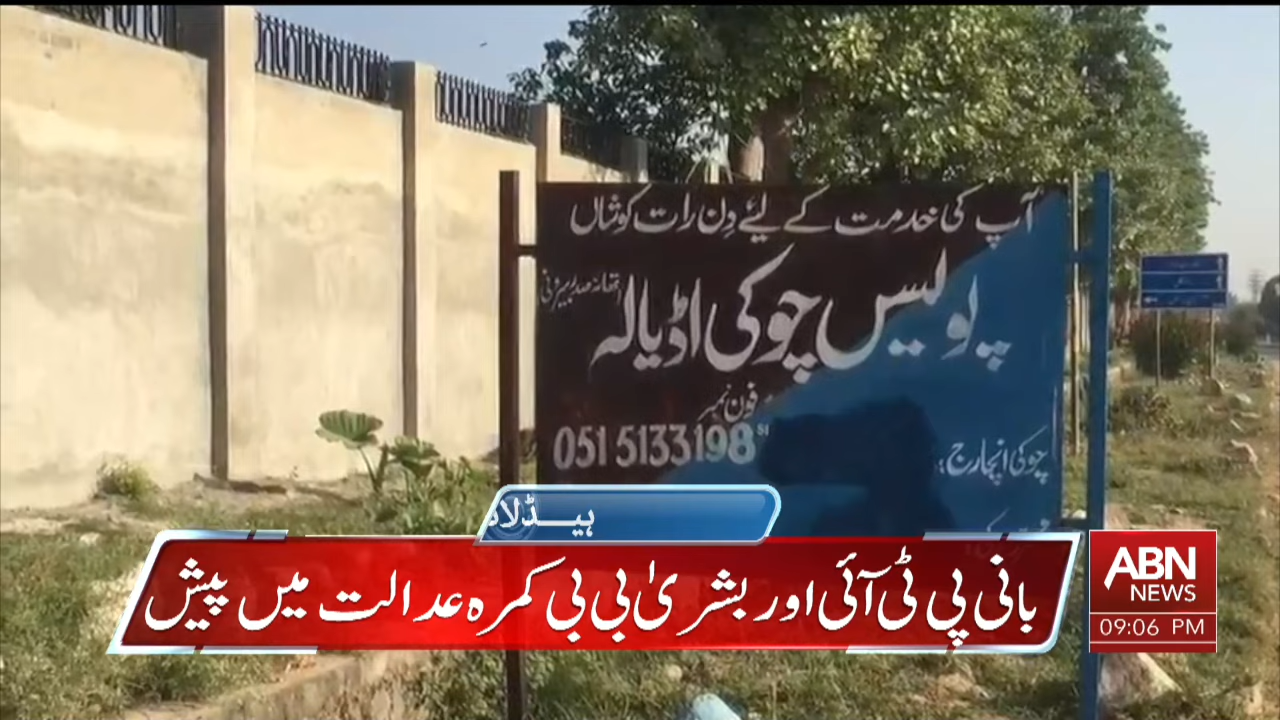 آپ کی خدمت کے لیئے دِن رات کوشاں
پولیس چوکی اڈیالہ
تھانہ صدر بیرونی
فون نمبر
051 5133198
چوکی انچارج
ہیڈلا
بانی پی ٹی آئی اور بشریٰ بی بی کمرہ عدالت میں پیش
ABN
NEWS
09:06 PM